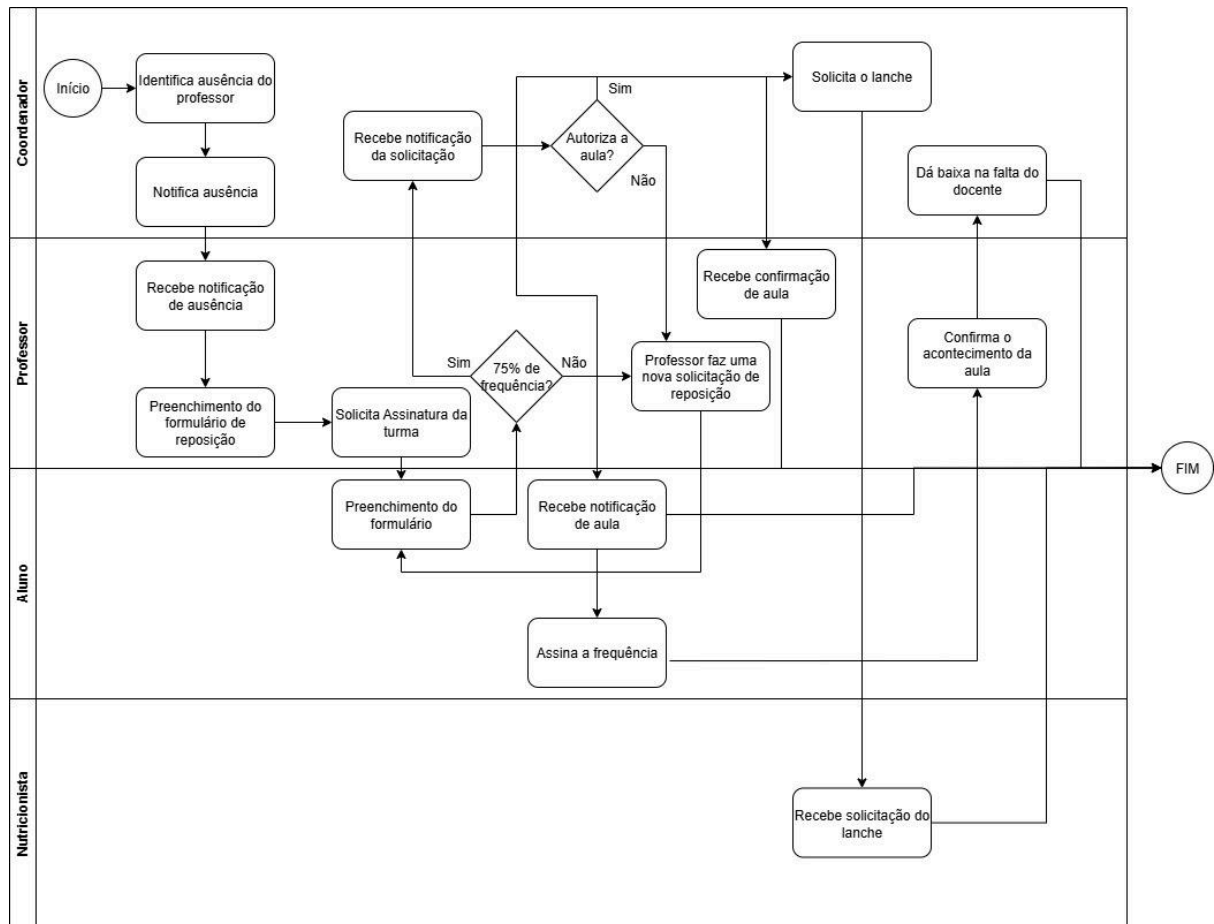 Coordenador
Início
Identifica ausência do
professor
Notifica ausência
Recebe notificação
da solicitação
Autoriza a
aula?
Sim
Não
Solicita o lanche
Dá baixa na falta do
docente
Professor
Recebe notificação
de ausência
Preenchimento do
formulário de
reposição
Solicita Assinatura da
turma
Sim
75% de
frequência?
Não
Professor faz uma
nova solicitação de
reposição
Recebe confirmação
de aula
Confirma o
acontecimento da
aula
FIM
Aluno
Preenchimento do
formulário
Recebe notificação
de aula
Assina a frequência
Nutricionista
Recebe solicitação do
lanche